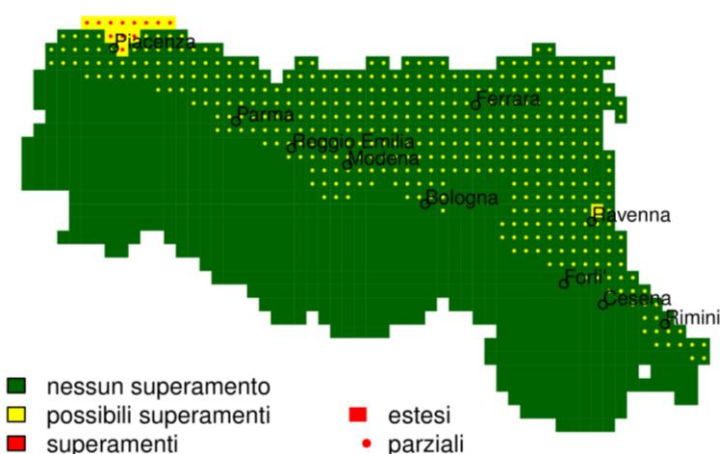 Piacenza
Ferrara
Parma
Reggio Emilia
Modena
Bologna
Ravenna
Forlì'
Cesena
Rimini
nessun superamento
possibili superamenti
superamenti
estesi
parziali